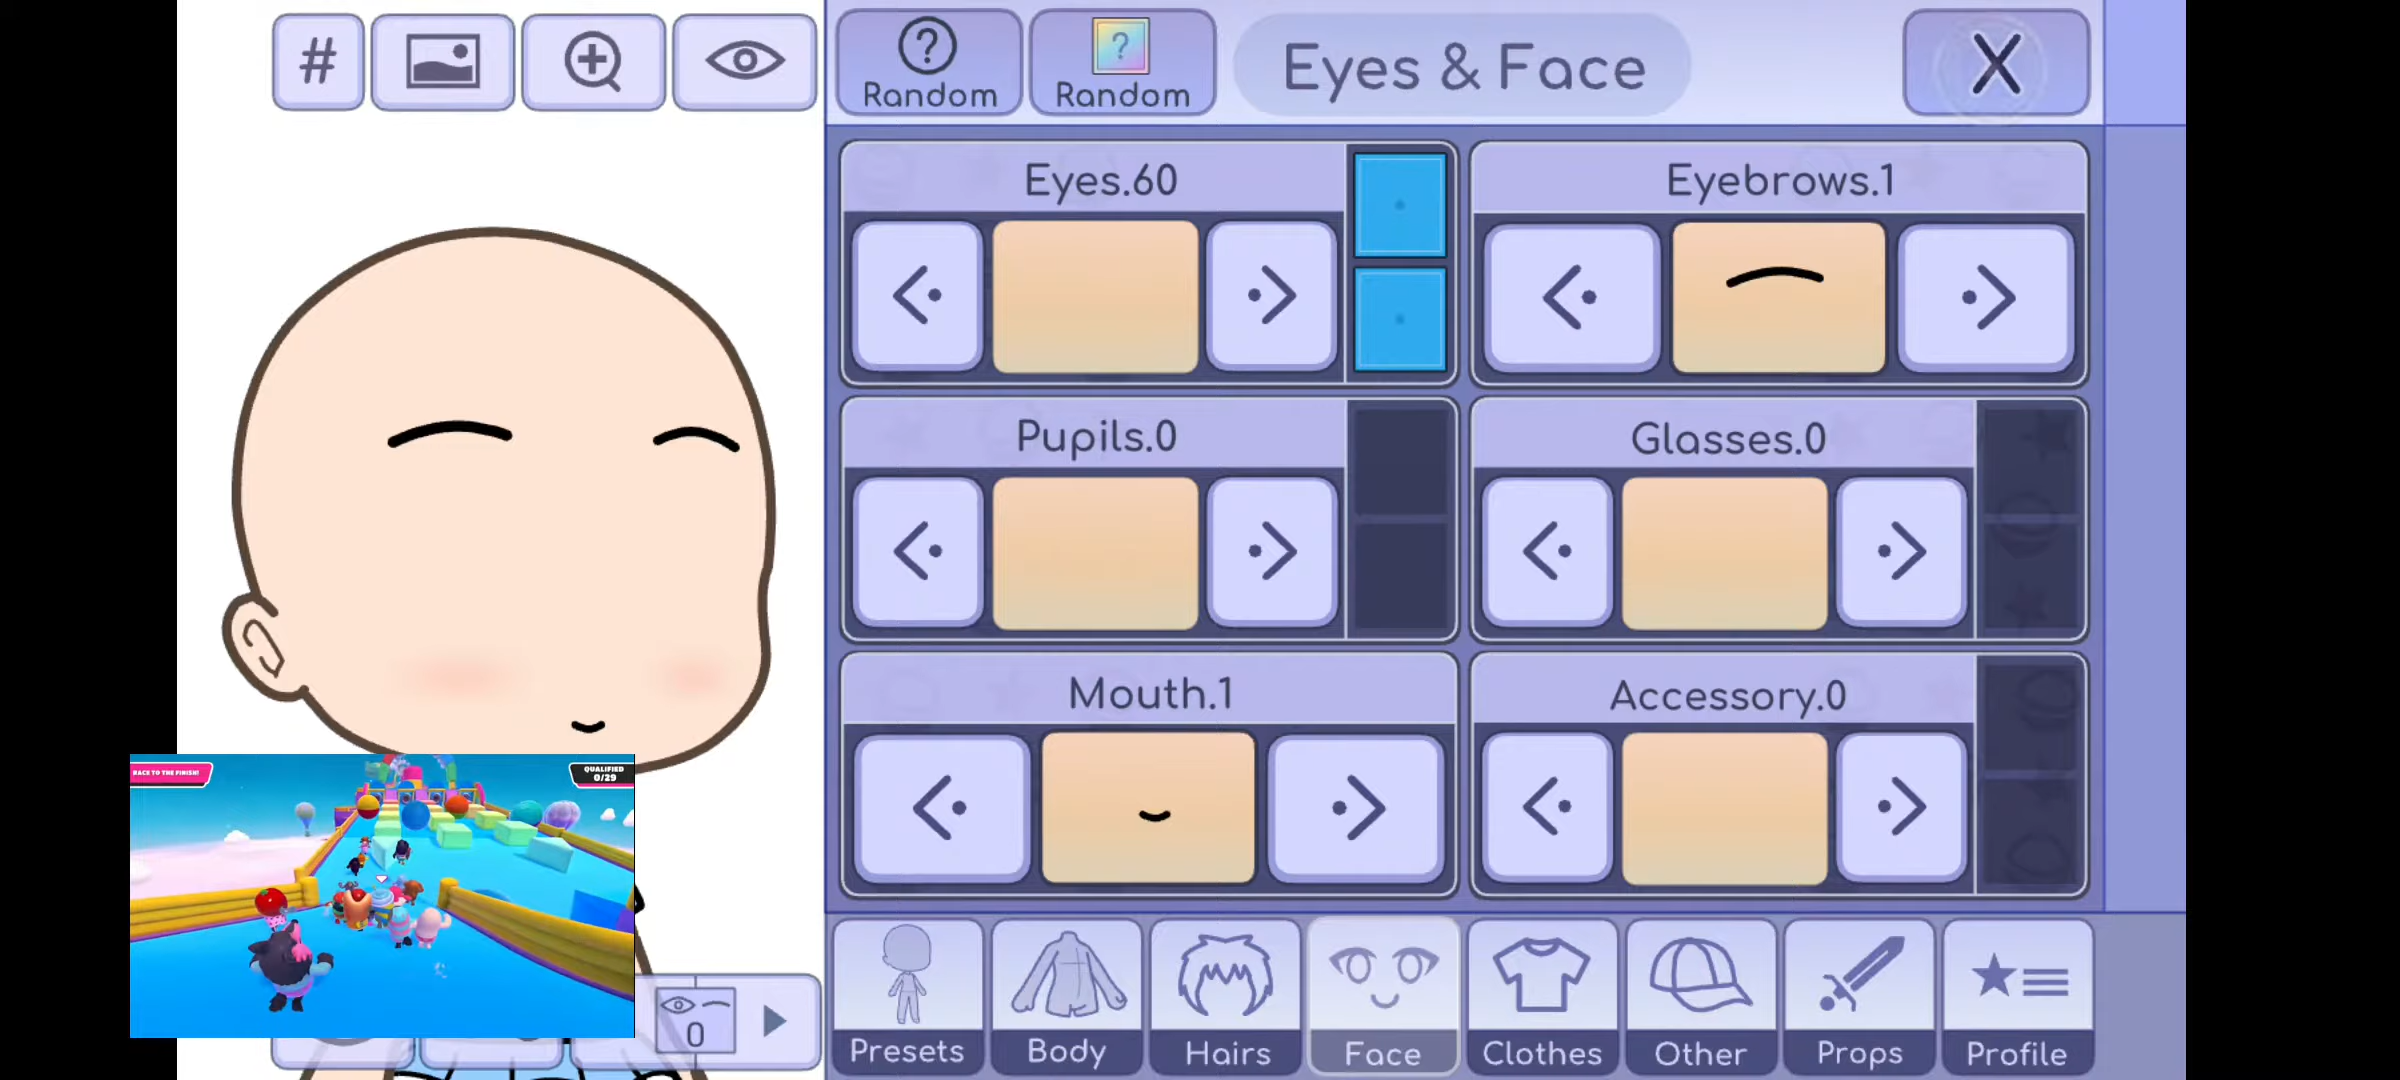 #
? Random
? Random
Eyes & Face
X
Eyes.60
Eyebrows.1
Pupils.0
Glasses.0
Mouth.1
Accessory.0
RACE TO THE FINISH!
QUALIFIED
0/29
0
Presets
Body
Hairs
Face
Clothes
Other
Props
Profile